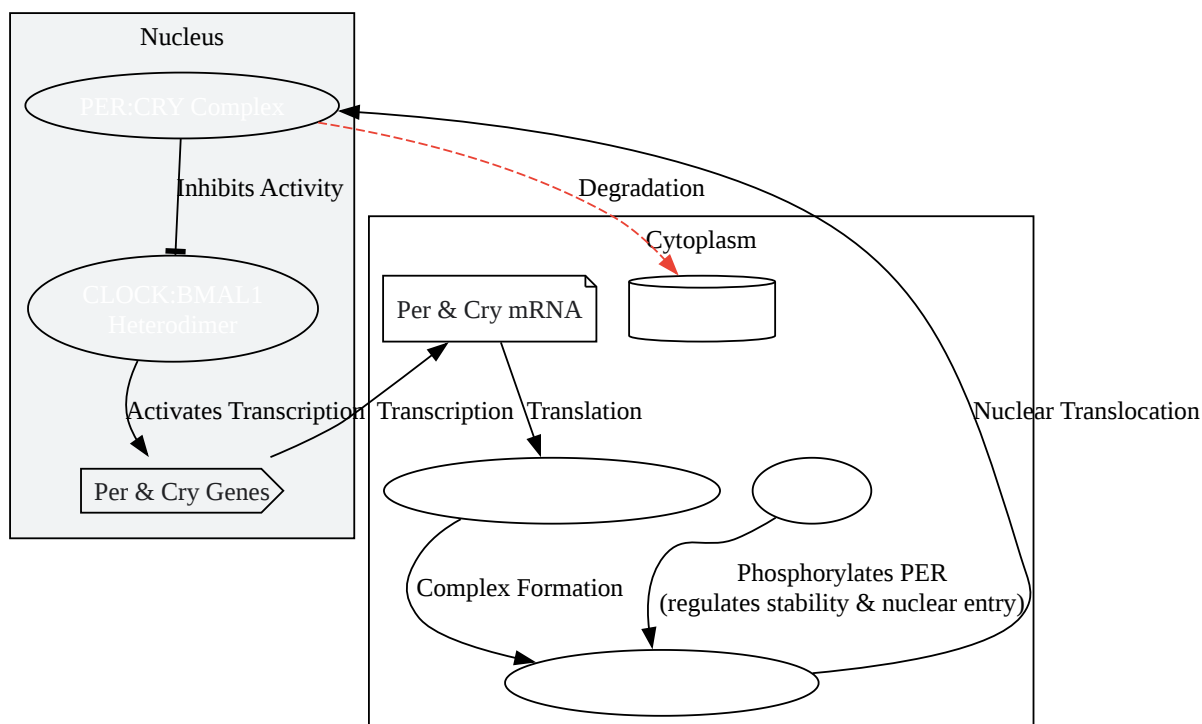 Nucleus
PER:CRY Complex
Inhibits Activity
Degradation
Cytoplasm
CLOCK:BMAL1
Heterodimer
Per & Cry mRNA
Activates Transcription
Transcription
Translation
Nuclear Translocation
Per & Cry Genes
Complex Formation
Phosphorylates PER
(regulates stability & nuclear entry)